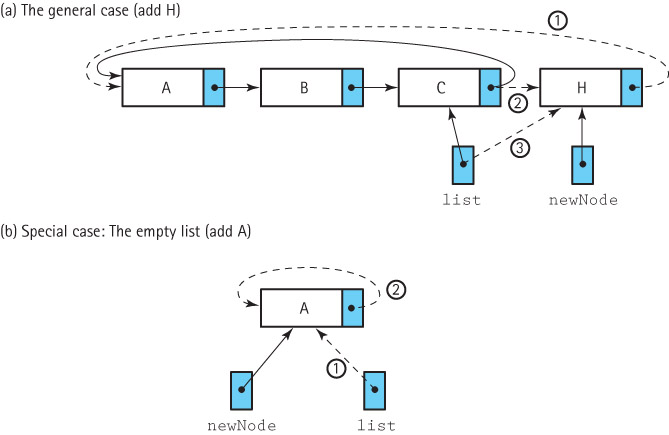 (a) The general case (add H)
1
A B C H
2
3
list newNode
(b) Special case: The empty list (add A)
2
A
1
newNode list